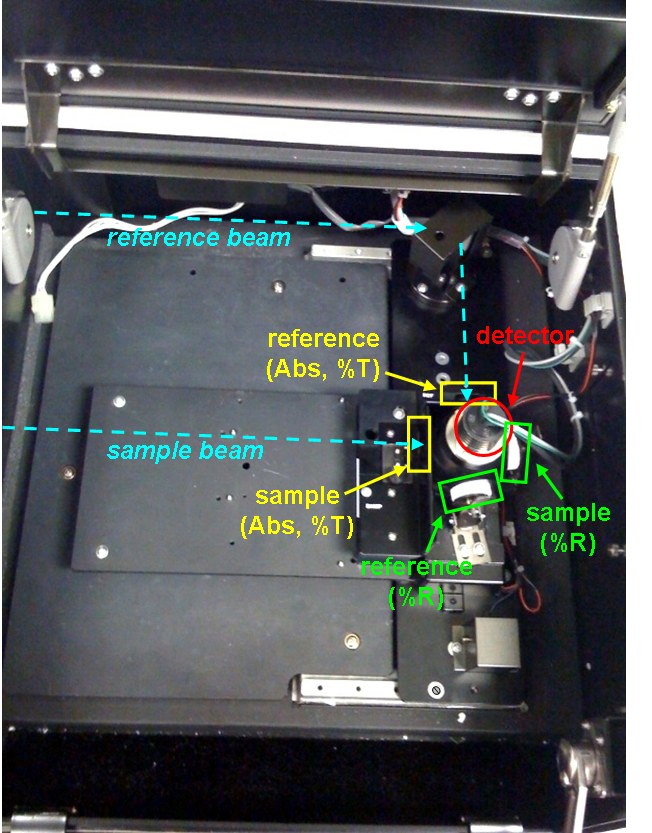 reference beam
reference
(Abs, %T)
detector
sample beam
sample
(Abs, %T)
sample
(%R)
reference
(%R)